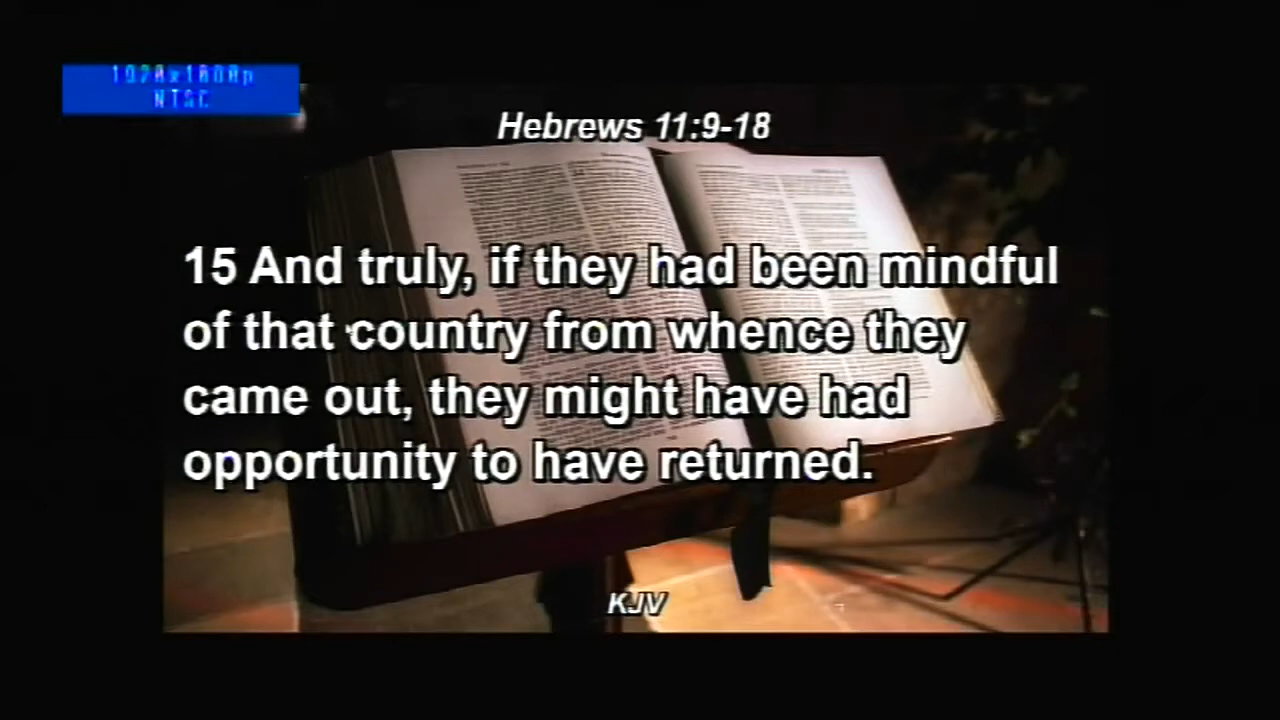 NTSC
Hebrews 11:9-18
15 And truly, if they had been mindful
of that country from whence they
came out, they might have had
opportunity to have returned.
KJV